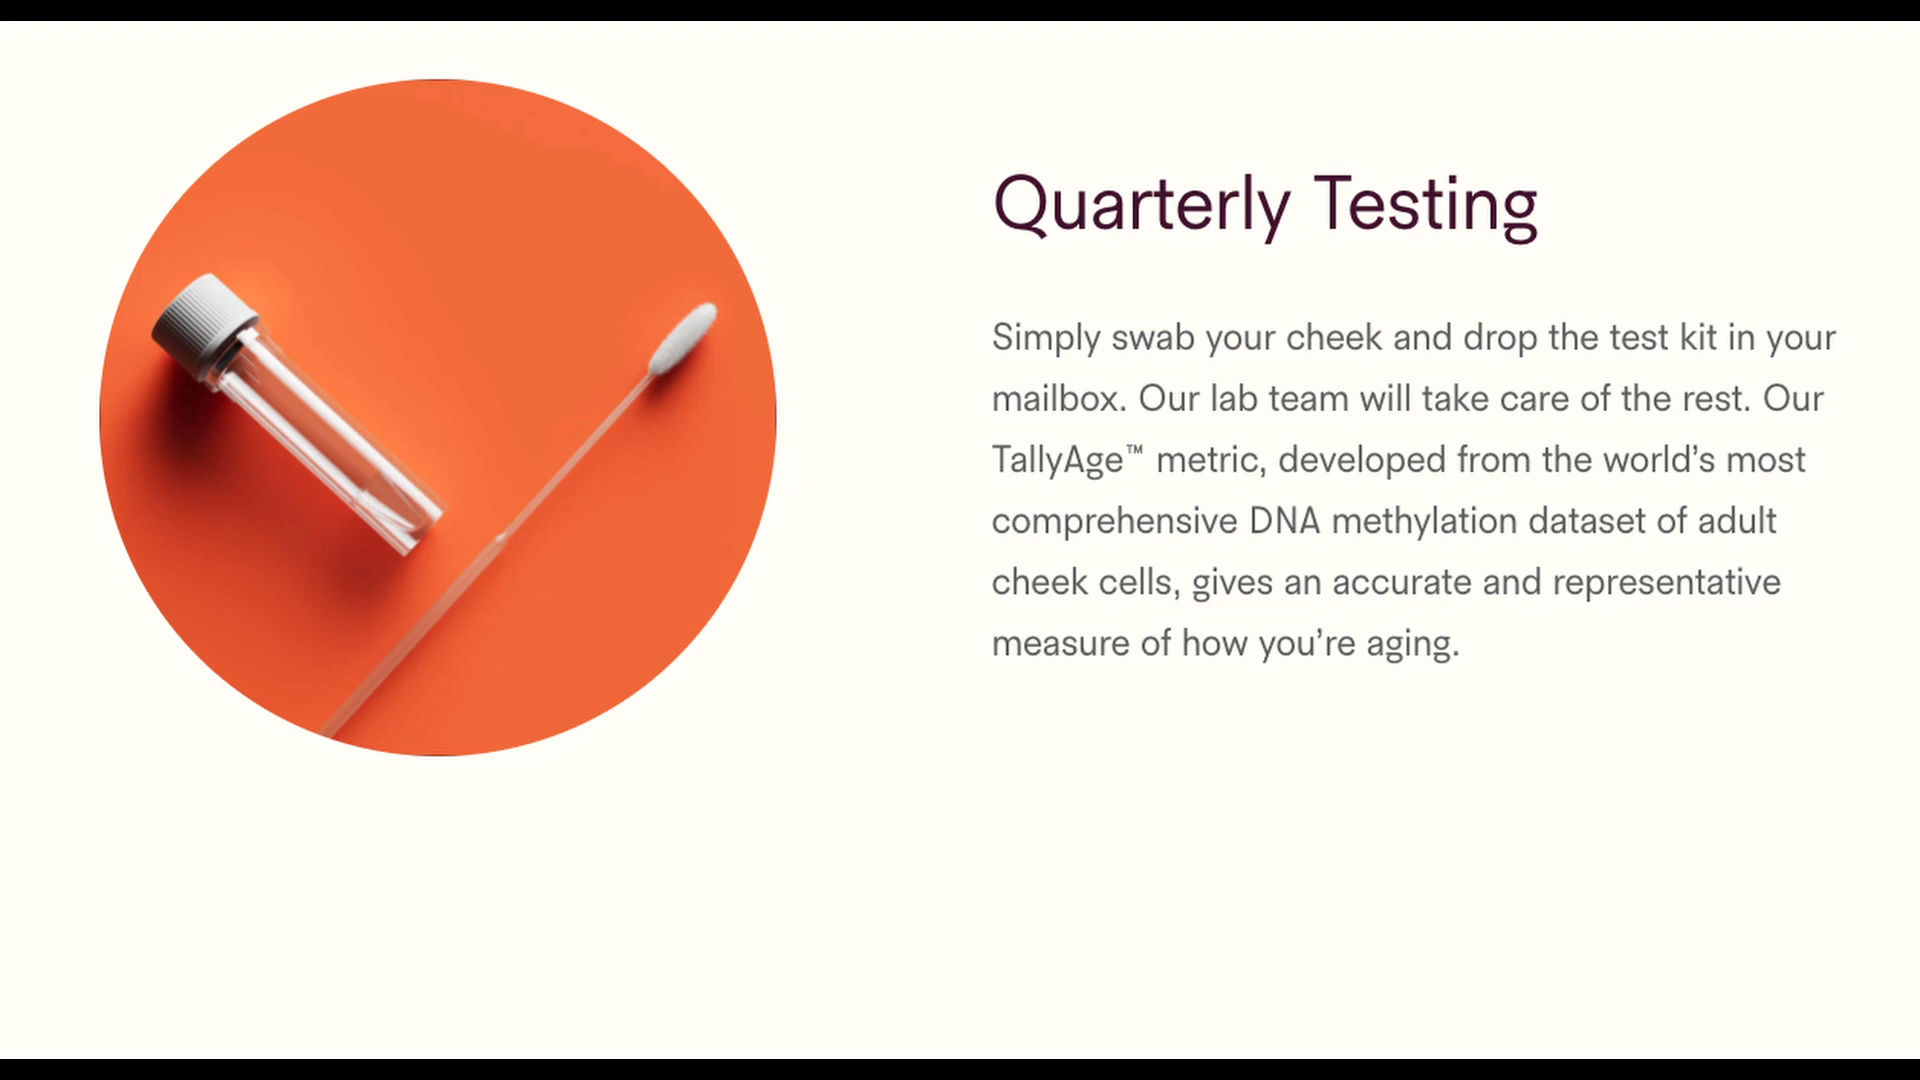 Quarterly Testing
Simply swab your cheek and drop the test kit in your
mailbox. Our lab team will take care of the rest. Our
TallyAge™ metric, developed from the world’s most
comprehensive DNA methylation dataset of adult
cheek cells, gives an accurate and representative
measure of how you’re aging.